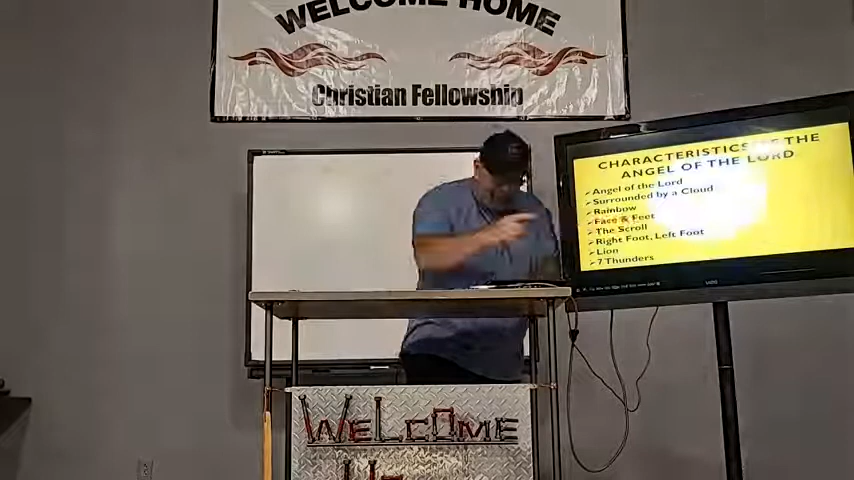 WELCOME HOME
Christian Fellowship
CHARACTERISTICS OF THE
ANGEL OF THE LORD
Angel of the Lord
Surrounded by a Cloud
Rainbow
Face & Feet
The Scroll
Right Foot, Left Foot
Lion
7 Thunders
WELCOME